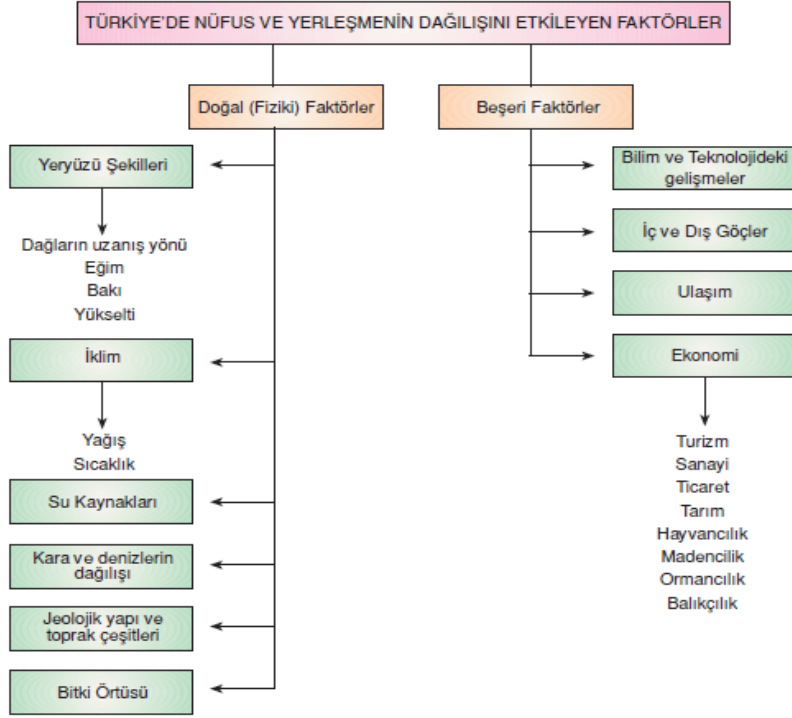 TÜRKİYE'DE NÜFUS VE YERLEŞMENİN DAĞILIŞINI ETKİLEYEN FAKTÖRLER
Doğal (Fiziki) Faktörler
Yeryüzü Şekilleri
Dağların uzanış yönü
Eğim
Bakı
Yükselti
İklim
Yağış
Sıcaklık
Su Kaynakları
Kara ve denizlerin
dağılışı
Jeolojik yapı ve
toprak çeşitleri
Bitki Örtüsü
Beşeri Faktörler
Bilim ve Teknolojideki
gelişmeler
İç ve Dış Göçler
Ulaşım
Ekonomi
Turizm
Sanayi
Ticaret
Tarım
Hayvancılık
Madencilik
Ormancılık
Balıkçılık